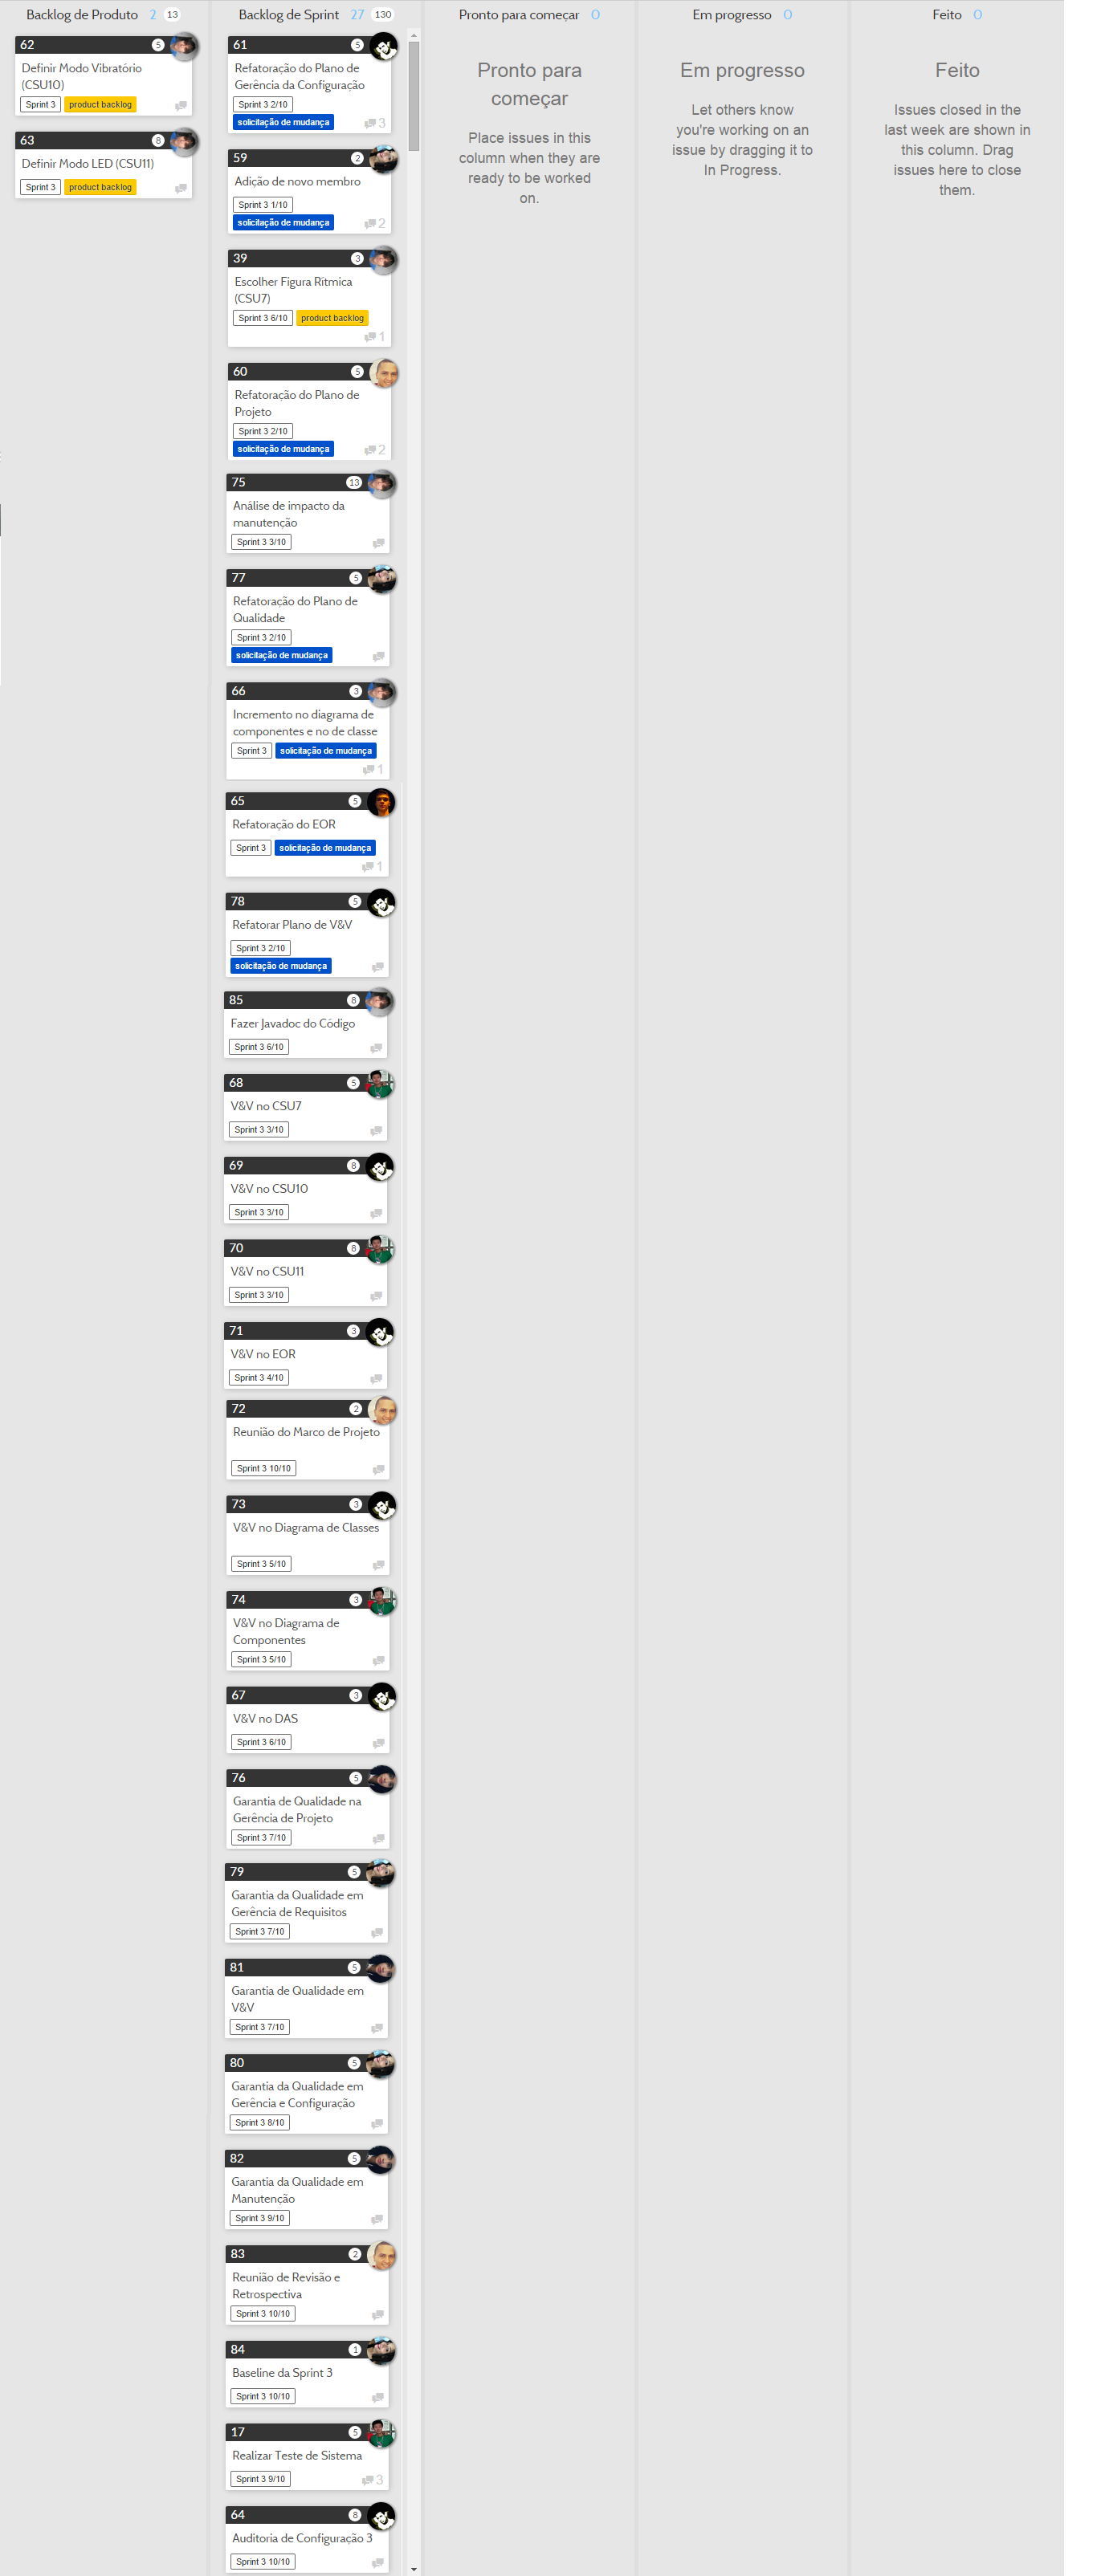 Backlog de Produto 2 13
62 5
Definir Modo Vibratório
(CSU10)
Sprint 3 product backlog
63 8
Definir Modo LED (CSU11)
Sprint 3 product backlog
Backlog de Sprint 27 130
61 5
Refatoração do Plano de
Gerência da Configuração
Sprint 3 2/10
solicitação de mudança 3
59 2
Adição de novo membro
Sprint 3 1/10
solicitação de mudança 2
39 3
Escolher Figura Rítmica
(CSU7)
Sprint 3 6/10 product backlog
1
60 5
Refatoração do Plano de
Projeto
Sprint 3 2/10
solicitação de mudança 2
75 13
Análise de impacto da
manutenção
Sprint 3 3/10
77 5
Refatoração do Plano de
Qualidade
Sprint 3 2/10
solicitação de mudança
66 3
Incremento no diagrama de
componentes e no de classe
Sprint 3 solicitação de mudança
1
65 5
Refatoração do EOR
Sprint 3 solicitação de mudança
1
78 5
Refatorar Plano de V&V
Sprint 3 2/10
solicitação de mudança
85 8
Fazer Javadoc do Código
Sprint 3 6/10
68 5
V&V no CSU7
Sprint 3 3/10
69 8
V&V no CSU10
Sprint 3 3/10
70 8
V&V no CSU11
Sprint 3 3/10
71 3
V&V no EOR
Sprint 3 4/10
72 2
Reunião do Marco de Projeto
Sprint 3 10/10
73 3
V&V no Diagrama de Classes
Sprint 3 5/10
74 3
V&V no Diagrama de
Componentes
Sprint 3 5/10
67 3
V&V no DAS
Sprint 3 6/10
76 5
Garantia de Qualidade na
Gerência de Projeto
Sprint 3 7/10
79 5
Garantia da Qualidade em
Gerência de Requisitos
Sprint 3 7/10
81 5
Garantia de Qualidade em
V&V
Sprint 3 7/10
80 5
Garantia da Qualidade em
Gerência e Configuração
Sprint 3 8/10
82 5
Garantia da Qualidade em
Manutenção
Sprint 3 9/10
83 2
Reunião de Revisão e
Retrospectiva
Sprint 3 10/10
84 1
Baseline da Sprint 3
Sprint 3 10/10
17 5
Realizar Teste de Sistema
Sprint 3 9/10 3
64 8
Auditoria de Configuração 3
Sprint 3 10/10
Pronto para começar 0
Pronto para
começar
Place issues in this
column when they are
ready to be worked
on.
Em progresso 0
Em progresso
Let others know
you're working on an
issue by dragging it to
In Progress.
Feito 0
Feito
Issues closed in the
last week are shown in
this column. Drag
issues here to close
them.